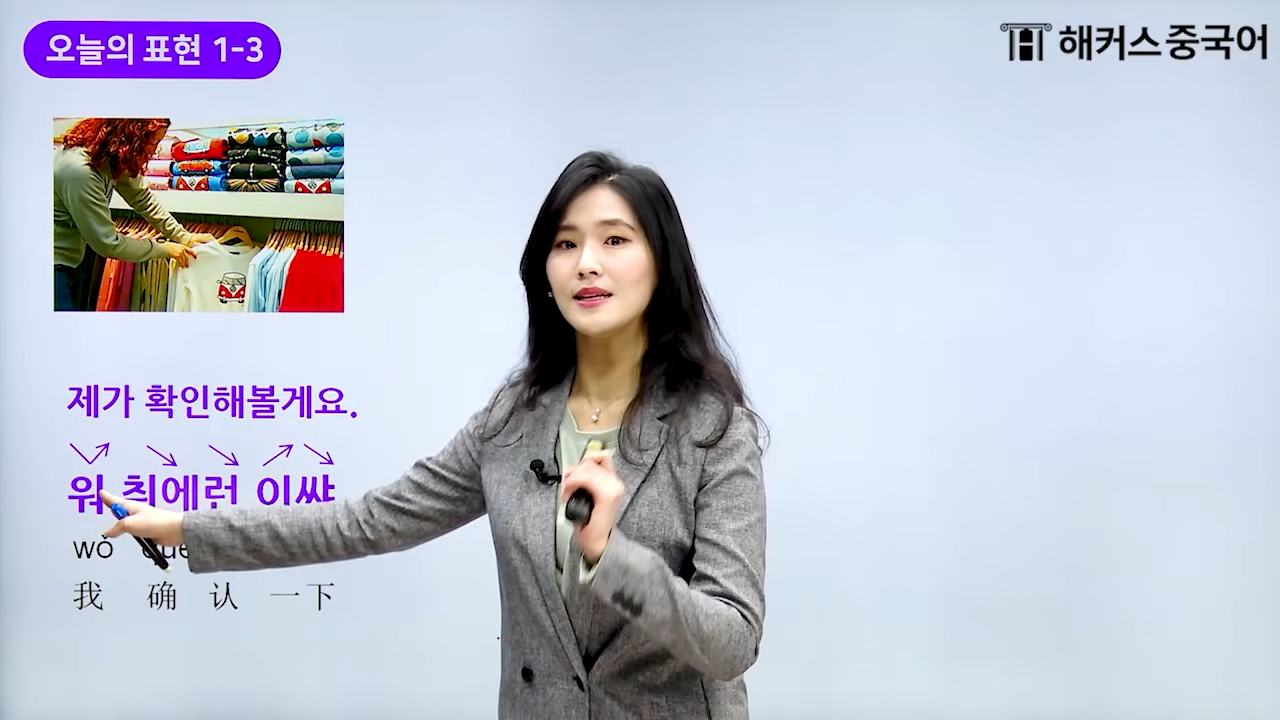 오늘의 표현 1-3
해커스중국어
제가 확인해볼게요.
워 취에런 이쌰
wǒ
我 确 认 一下